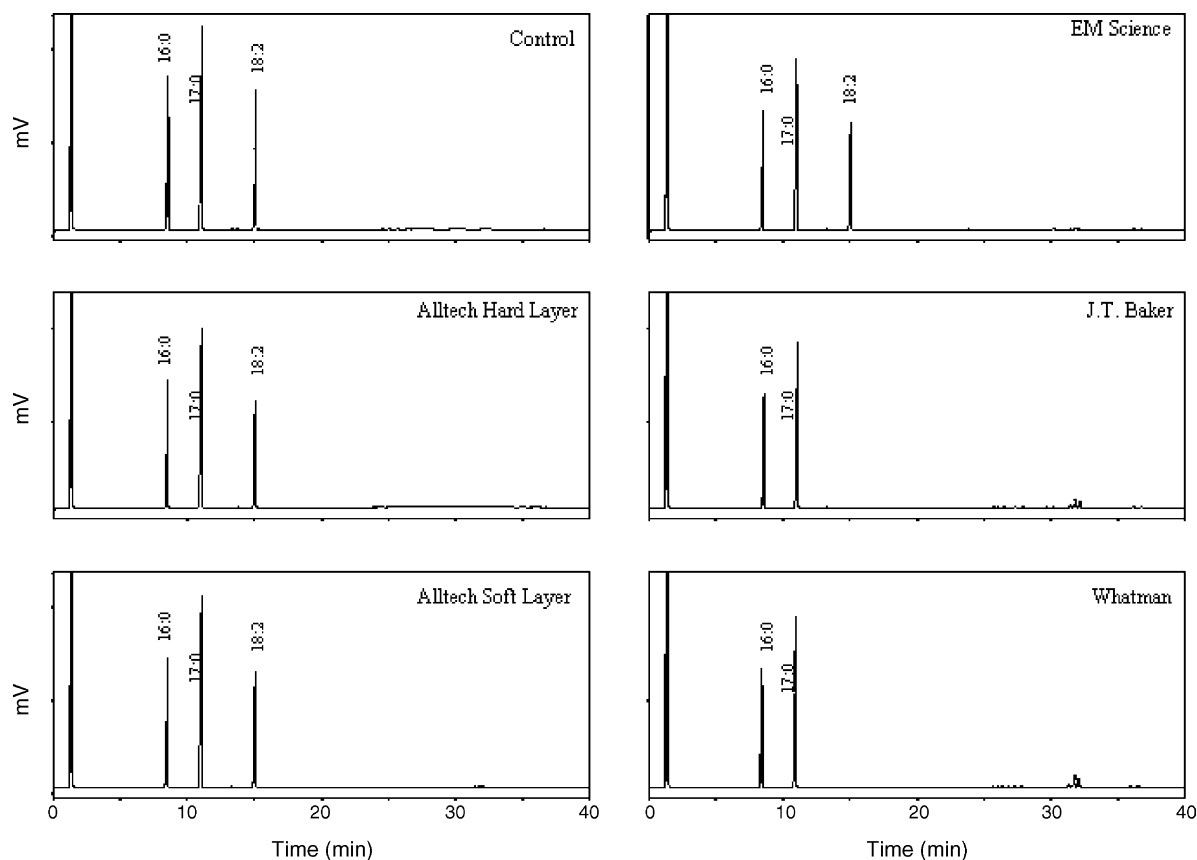 Control
16:0
17:0
18:2
mV
EM Science
16:0
17:0
18:2
Alltech Hard Layer
16:0
17:0
18:2
mV
J.T. Baker
16:0
17:0
Alltech Soft Layer
16:0
17:0
18:2
mV
0 10 20 30 40
Time (min)
Whatman
16:0
17:0
0 10 20 30 40
Time (min)